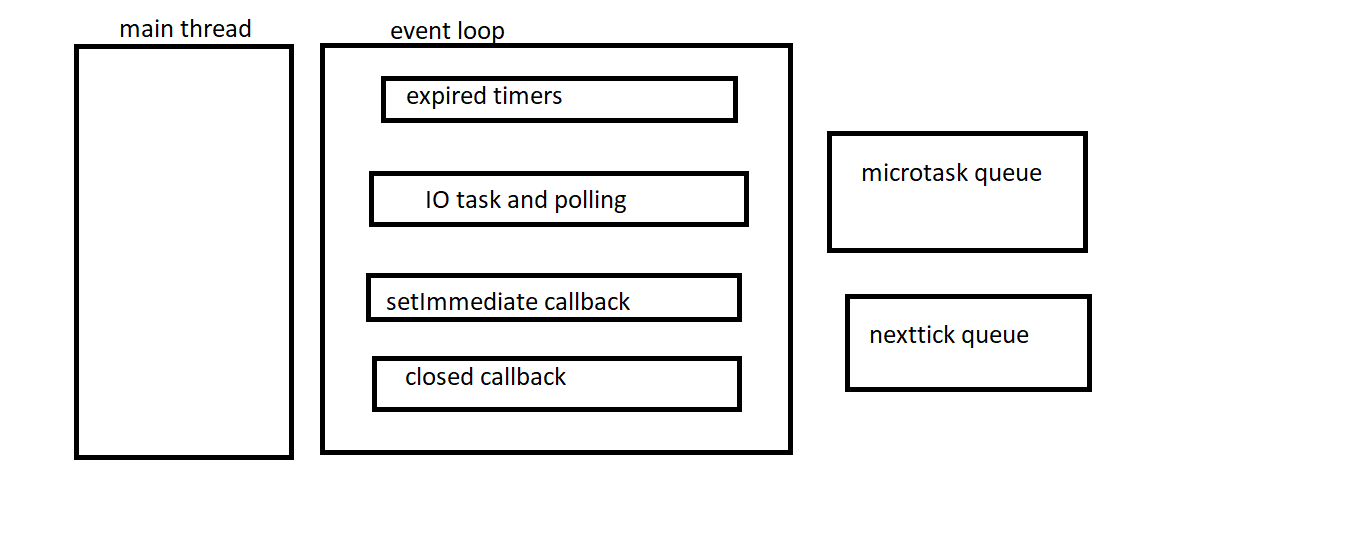 main thread
event loop
expired timers
IO task and polling
setImmediate callback
closed callback
microtask queue
nexttick queue